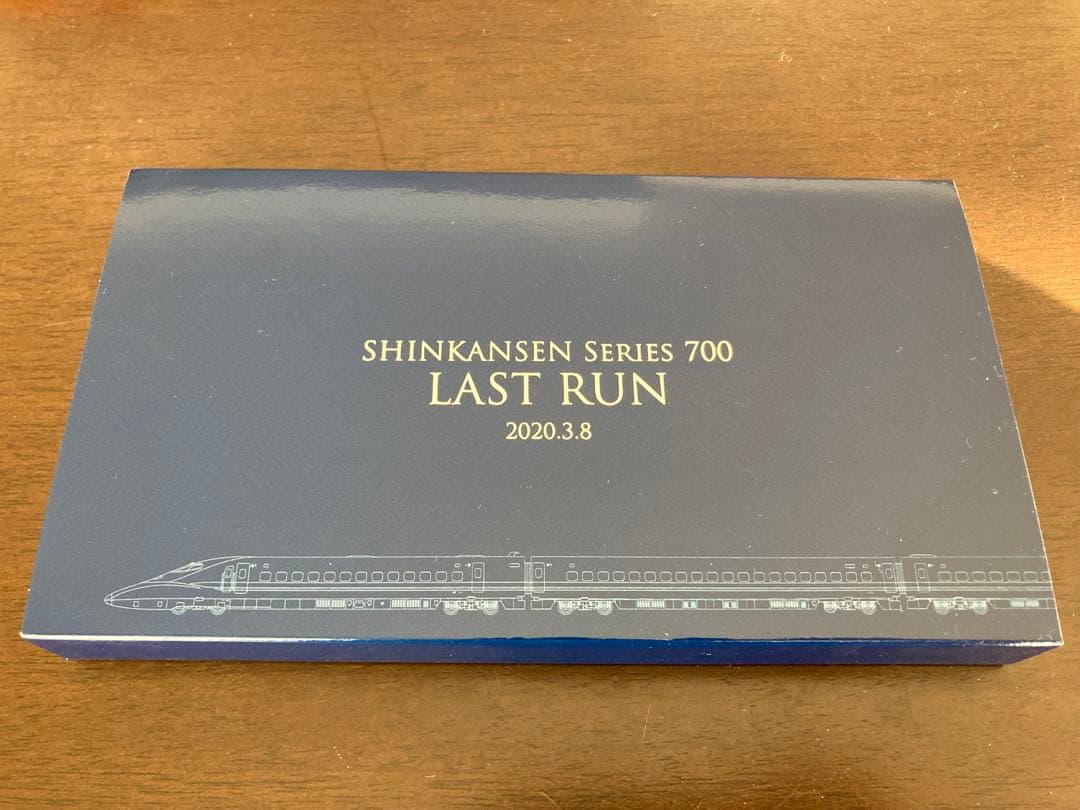 SHINKANSEN SERIES 700
LAST RUN
2020.3.8